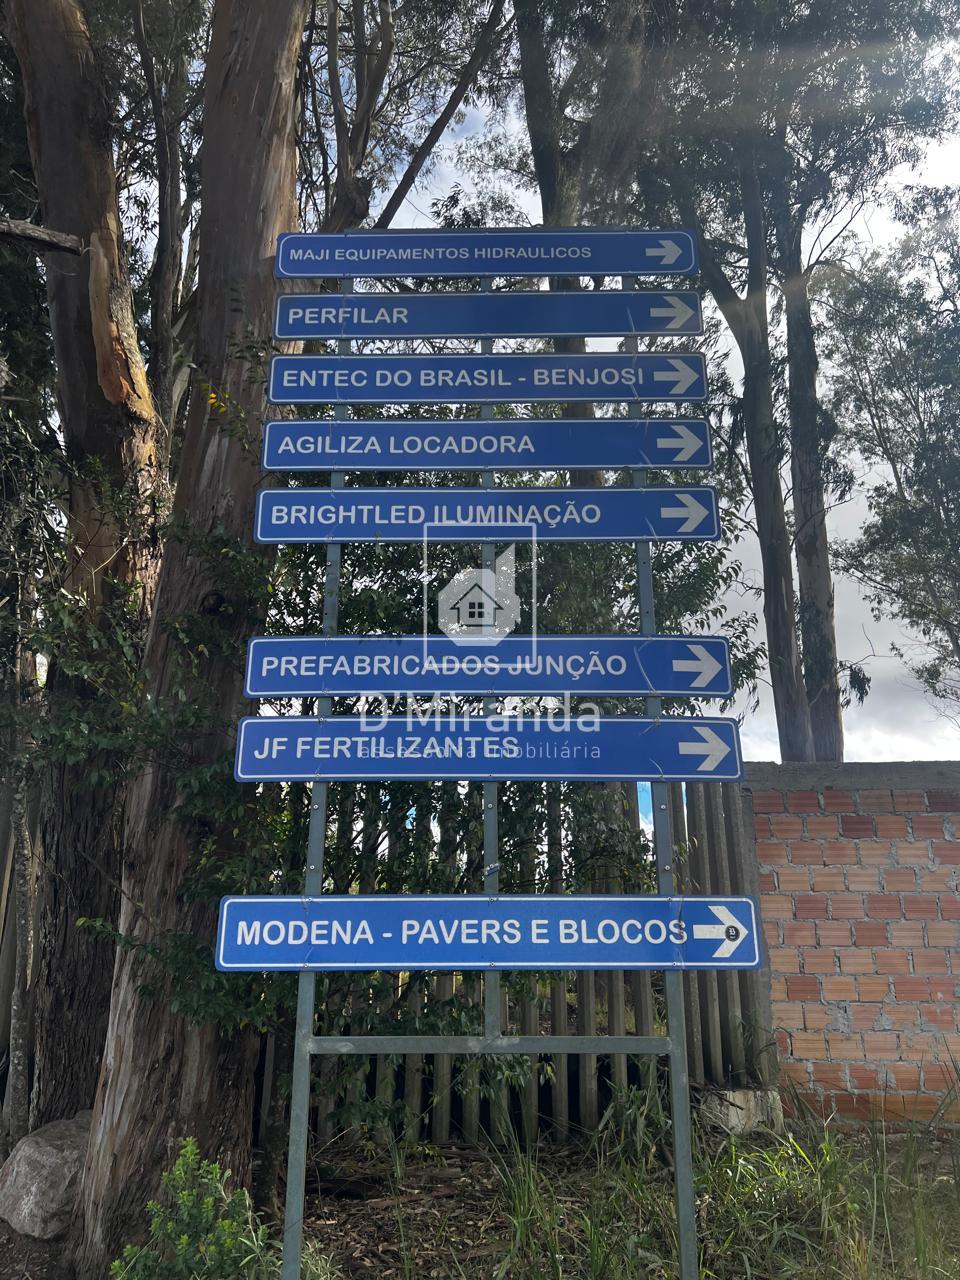 MAJI EQUIPAMENTOS HIDRAULICOS
PERFILAR
ENTEC DO BRASIL - BENJOSI
AGILIZA LOCADORA
BRIGHTLED ILUMINAÇÃO
PREFABRICADOS JUNÇÃO
D'Miranda
JF FERTILIZANTES
assessoria imobiliária
MODENA - PAVERS E BLOCOS